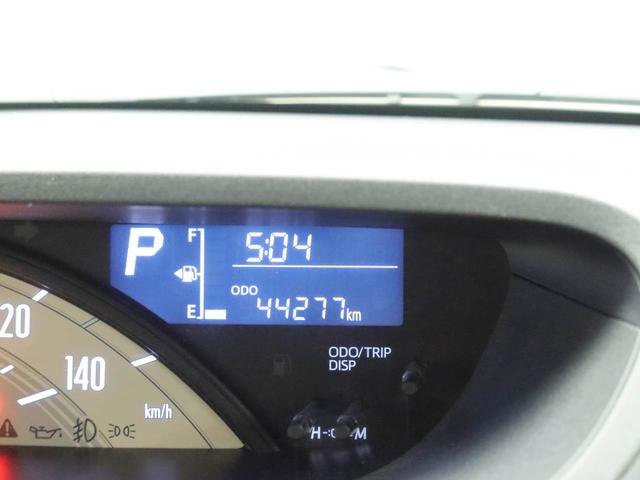 P
F
5:04
E
ODO
44277km
ODO/TRIP
DISP
20
140
km/h
H
M